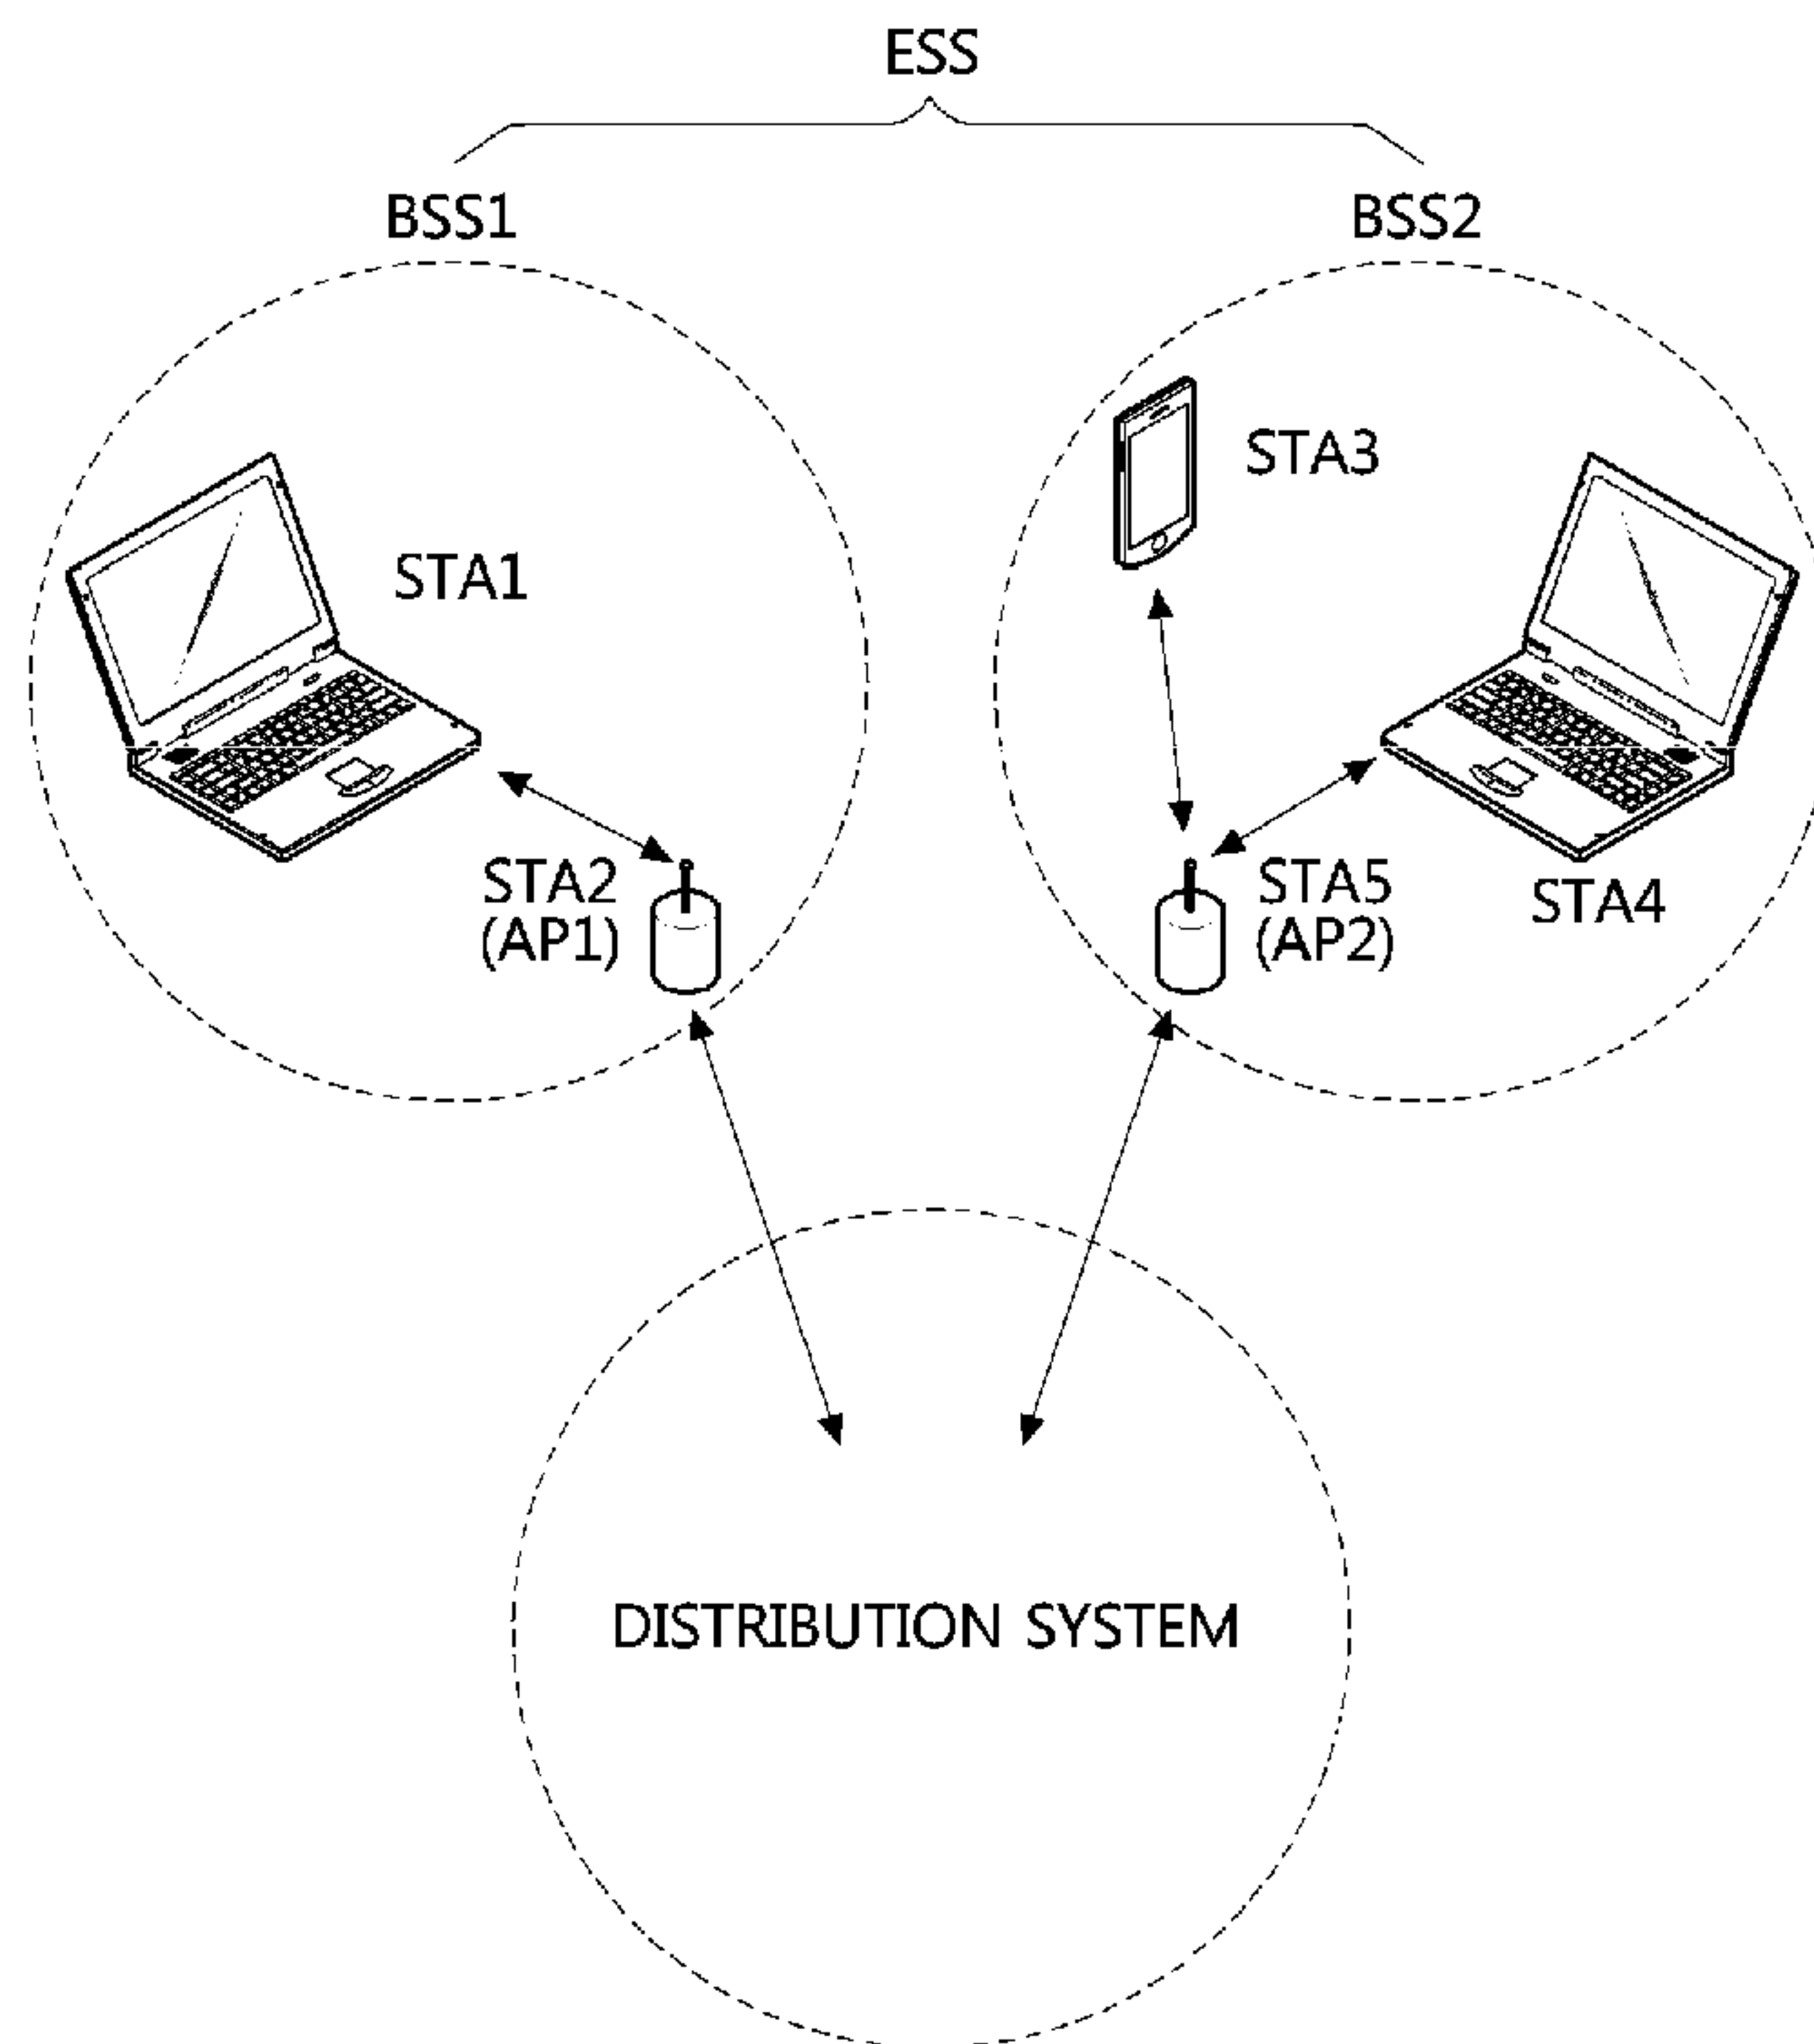 ESS
BSS1
BSS2
STA3
STA1
STA2
(AP1)
STA5
(AP2)
STA4
DISTRIBUTION SYSTEM